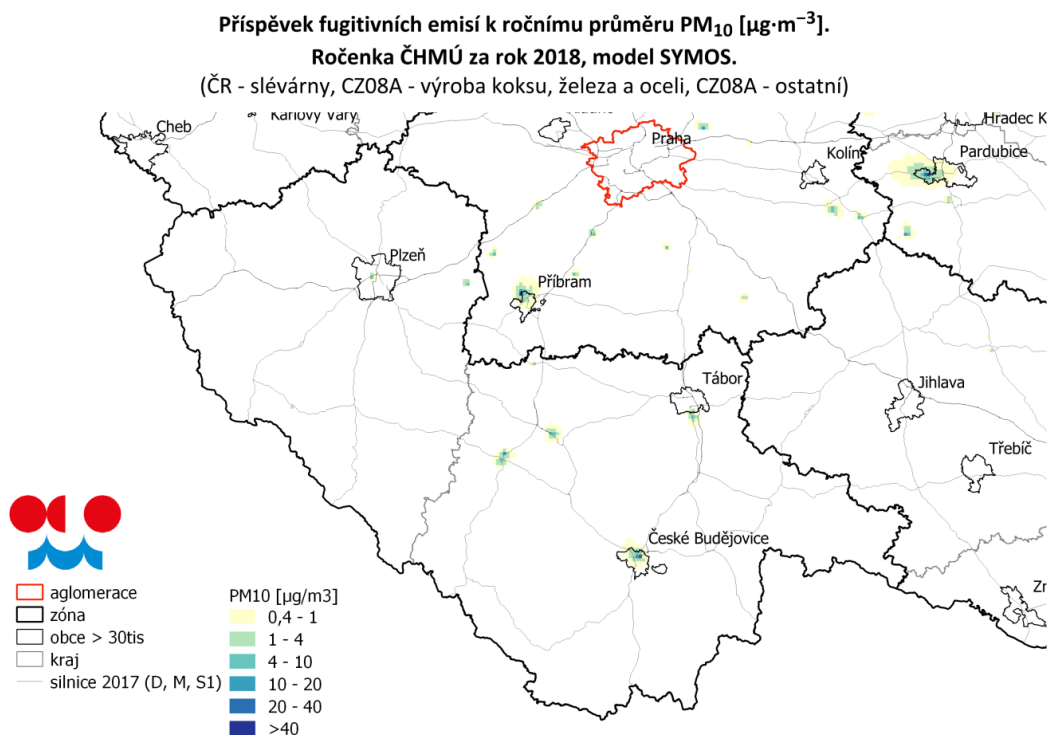 Příspěvek fugitivních emisí k ročnímu průměru PM₁₀ [µg·m⁻³].
Ročenka ČHMÚ za rok 2018, model SYMOS.
(ČR - slévárny, CZ08A - výroba koksu, železa a oceli, CZ08A - ostatní)
Cheb
Karlovy Vary
Praha
Kolín
Hradec K
Pardubice
Plzeň
Příbram
Tábor
Jihlava
Třebíč
České Budějovice
Zn
aglomerace
zóna
obce > 30tis
kraj
silnice 2017 (D, M, S1)
PM10 [µg/m3]
0,4 - 1
1 - 4
4 - 10
10 - 20
20 - 40
>40